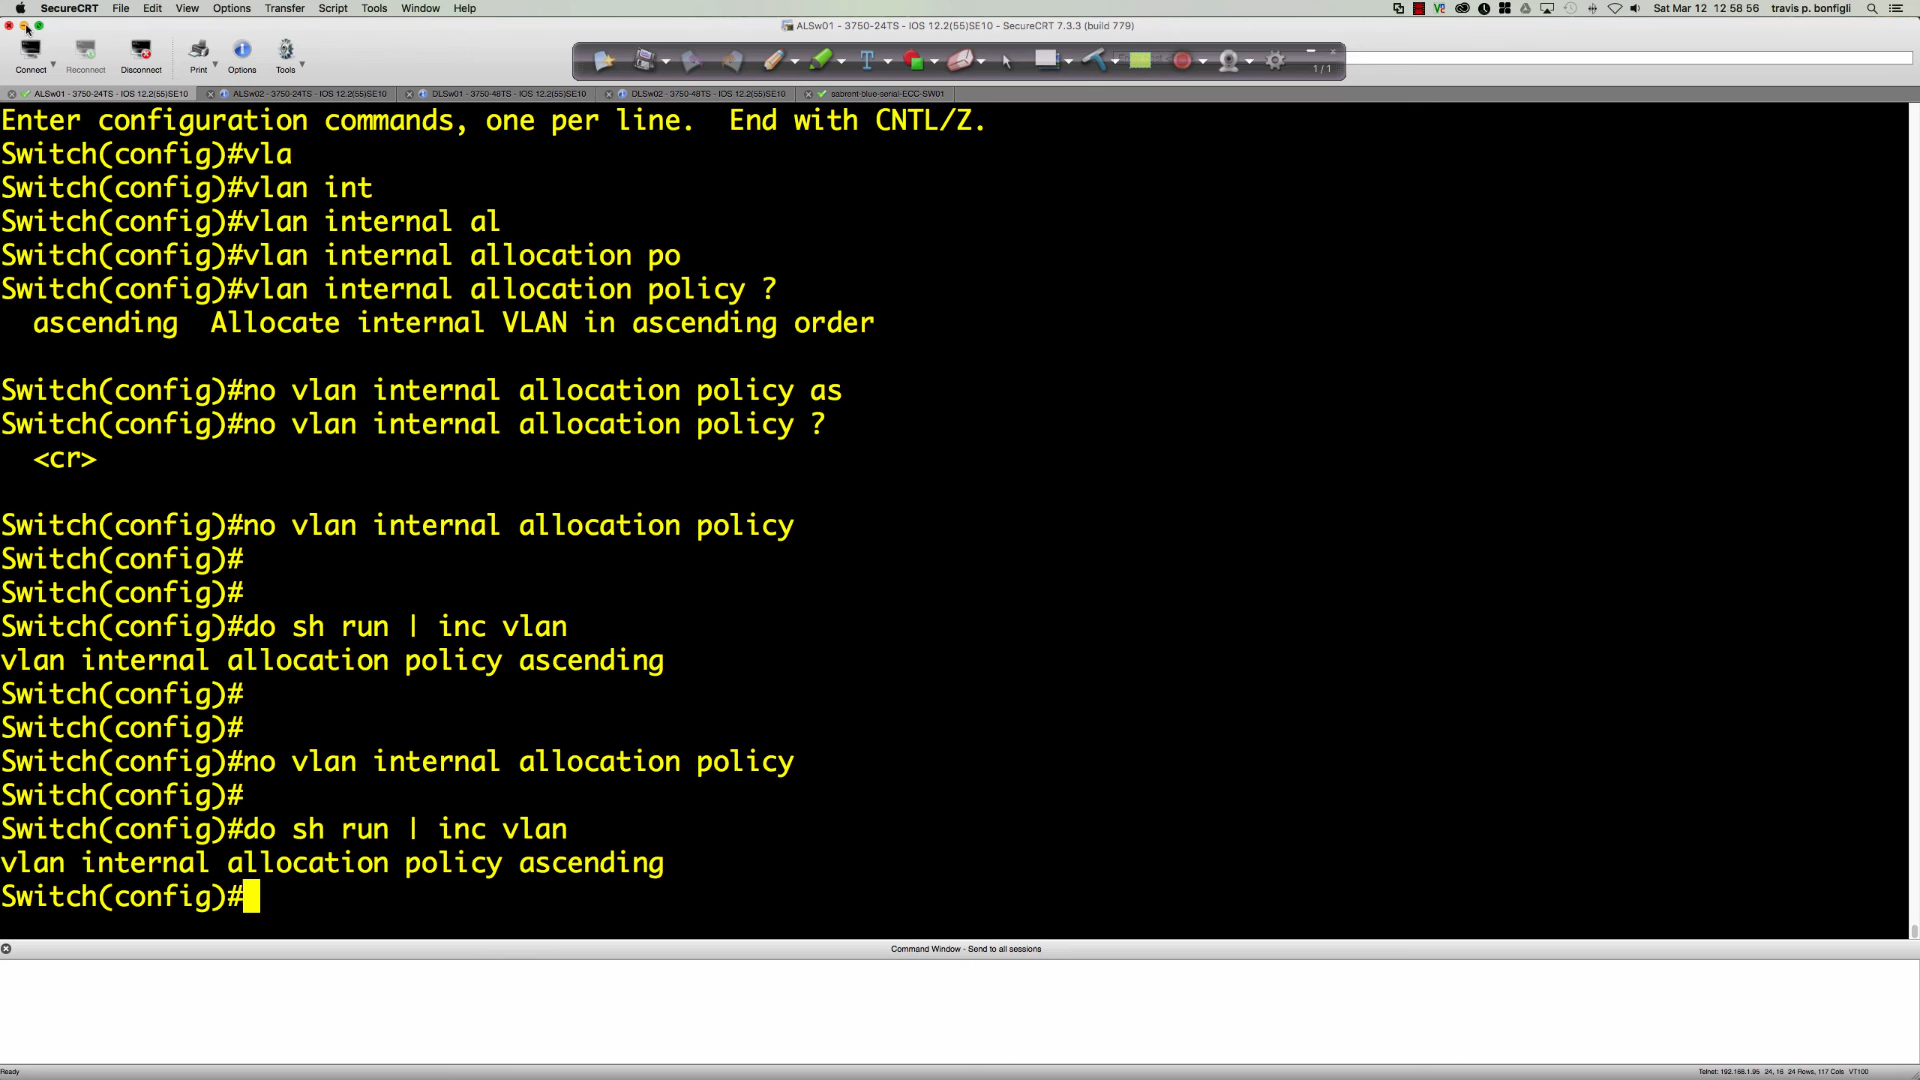 SecureCRT File Edit View Options Transfer Script Tools Window Help
Sat Mar 12 12 58 56 travis p. bonfigli
ALSw01 - 3750-24TS - IOS 12.2(55)SE10 - SecureCRT 7.3.3 (build 779)
Connect Reconnect Disconnect Print Options Tools
1/1
ALSw01 - 3750-24TS - IOS 12.2(55)SE10 ALSw02 - 3750-24TS - IOS 12.2(55)SE10 DLSw01 - 3750-48TS - IOS 12.2(55)SE10 DLSw02 - 3750-48TS - IOS 12.2(55)SE10 sabrent-blue-serial-ECC-SW01
Enter configuration commands, one per line.  End with CNTL/Z.
Switch(config)#vla
Switch(config)#vlan int
Switch(config)#vlan internal al
Switch(config)#vlan internal allocation po
Switch(config)#vlan internal allocation policy ?
  ascending  Allocate internal VLAN in ascending order
Switch(config)#no vlan internal allocation policy as
Switch(config)#no vlan internal allocation policy ?
  <cr>
Switch(config)#no vlan internal allocation policy
Switch(config)#
Switch(config)#
Switch(config)#do sh run | inc vlan
vlan internal allocation policy ascending
Switch(config)#
Switch(config)#
Switch(config)#no vlan internal allocation policy
Switch(config)#
Switch(config)#do sh run | inc vlan
vlan internal allocation policy ascending
Switch(config)#
Command Window - Send to all sessions
Ready
Telnet: 192.168.1.95 24, 16 24 Rows, 117 Cols VT100